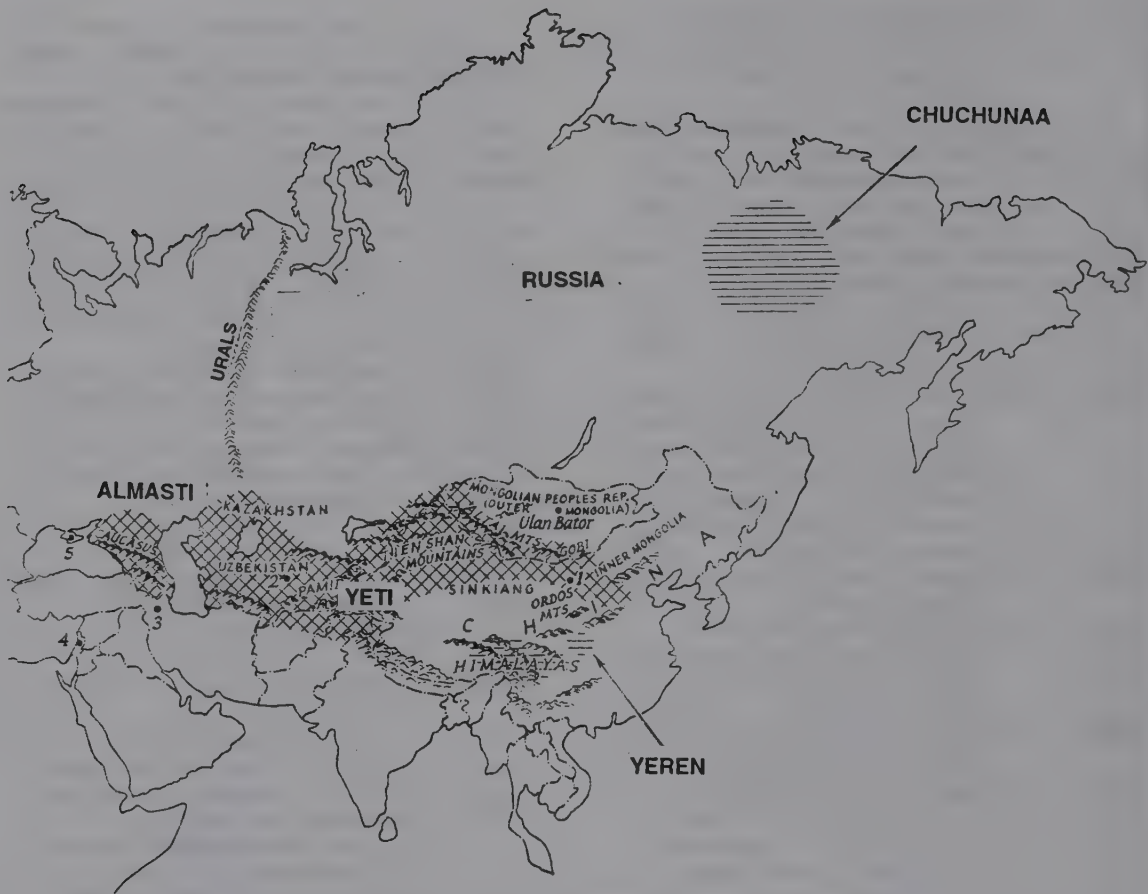 CHUCHUNAA
RUSSIA
URALS
ALMASTI
KAZAKHSTAN
MONGOLIAN PEOPLES REP.
(OUTER MONGOLIA)
Ulan Bator
ALTAI MTS
GOBI
INNER MONGOLIA
5
CAUCASUS
TIEN SHAN
MOUNTAINS
UZBEKISTAN
2
PAMIR
YETI
SINKIANG
1
ORDOS
MTS
3
4
CHINA
HIMALAYAS
YEREN